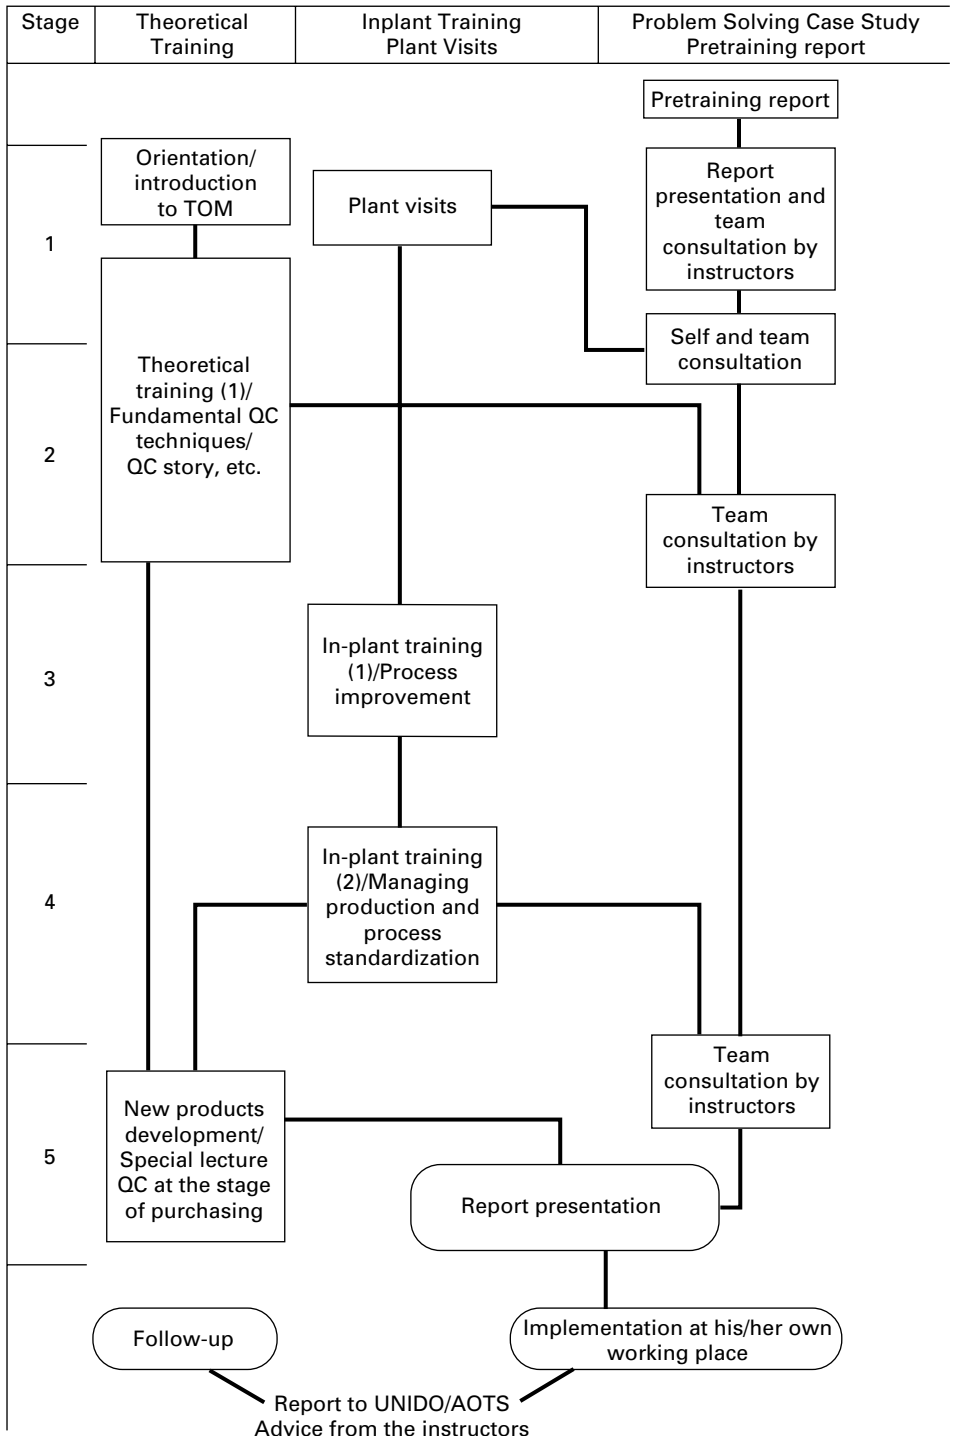 Stage
Theoretical
Training
Inplant Training
Plant Visits
Problem Solving Case Study
Pretraining report
Pretraining report
1
Orientation/
introduction
to TOM
Plant visits
Report
presentation and
team
consultation by
instructors
Self and team
consultation
2
Theoretical
training (1)/
Fundamental QC
techniques/
QC story, etc.
Team
consultation by
instructors
3
In-plant training
(1)/Process
improvement
4
In-plant training
(2)/Managing
production and
process
standardization
Team
consultation by
instructors
5
New products
development/
Special lecture
QC at the stage
of purchasing
Report presentation
Follow-up
Implementation at his/her own
working place
Report to UNIDO/AOTS
Advice from the instructors